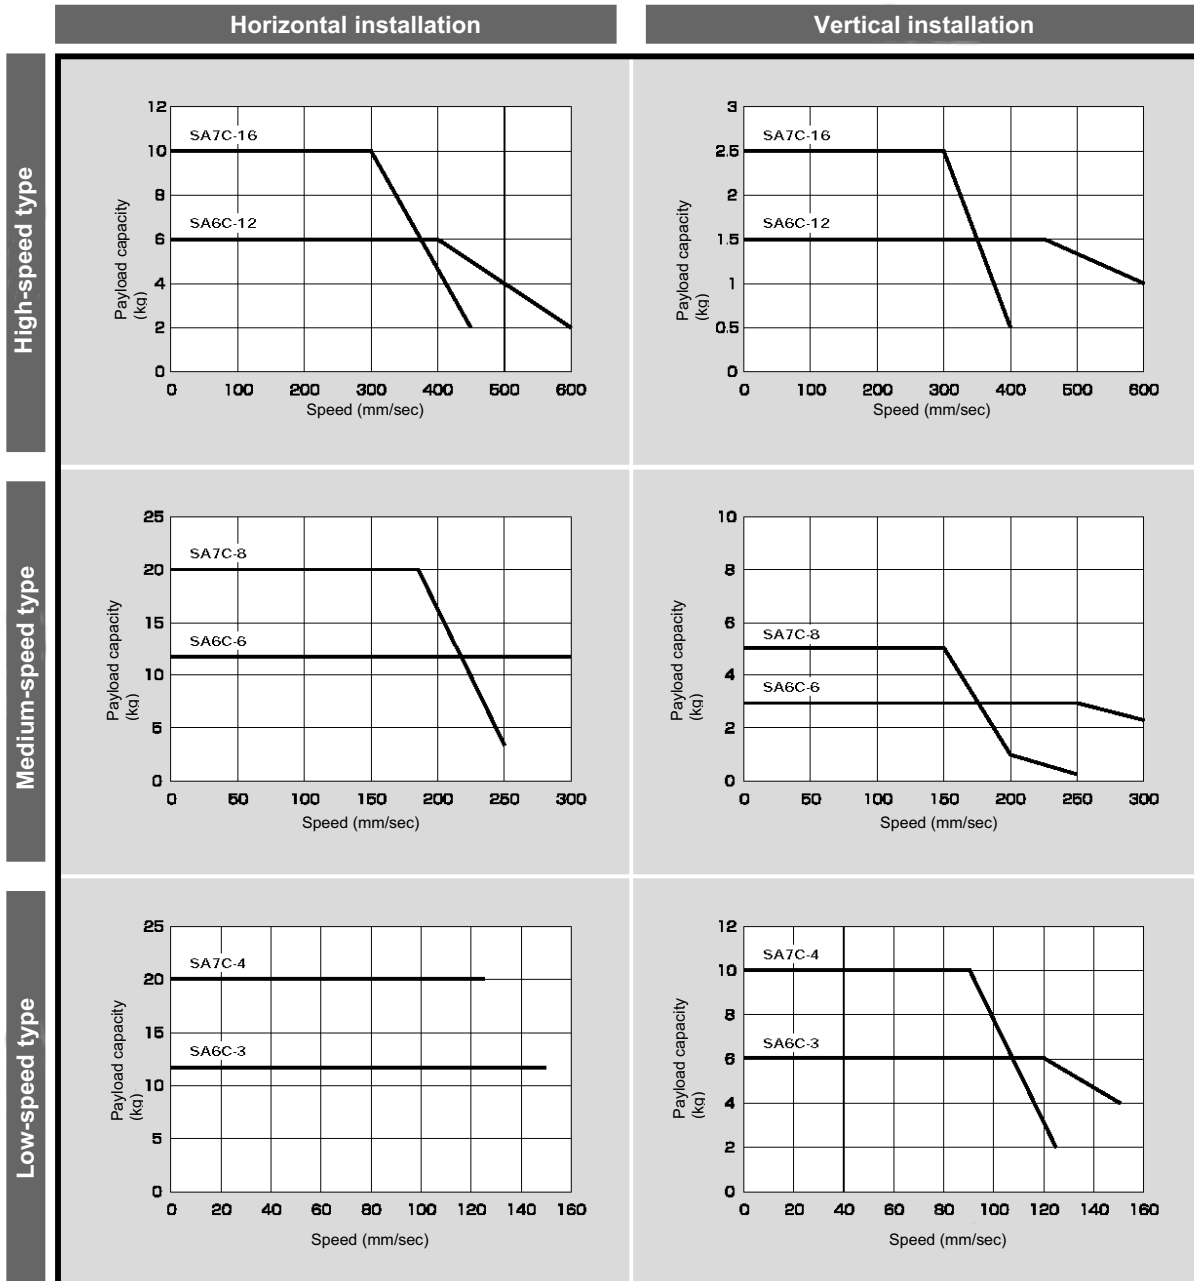 Horizontal installation
Vertical installation
High-speed type
Payload capacity
(kg)
12
10
8
6
4
2
0
SA7C-16
SA6C-12
0 100 200 300 400 500 600
Speed (mm/sec)
Payload capacity
(kg)
3
2.5
2
1.5
1
0.5
0
SA7C-16
SA6C-12
0 100 200 300 400 500 600
Speed (mm/sec)
Medium-speed type
Payload capacity
(kg)
25
20
15
10
5
0
SA7C-8
SA6C-6
0 50 100 150 200 250 300
Speed (mm/sec)
Payload capacity
(kg)
10
8
6
4
2
0
SA7C-8
SA6C-6
0 50 100 150 200 250 300
Speed (mm/sec)
Low-speed type
Payload capacity
(kg)
25
20
15
10
5
0
SA7C-4
SA6C-3
0 20 40 60 80 100 120 140 160
Speed (mm/sec)
Payload capacity
(kg)
12
10
8
6
4
2
0
SA7C-4
SA6C-3
0 20 40 60 80 100 120 140 160
Speed (mm/sec)